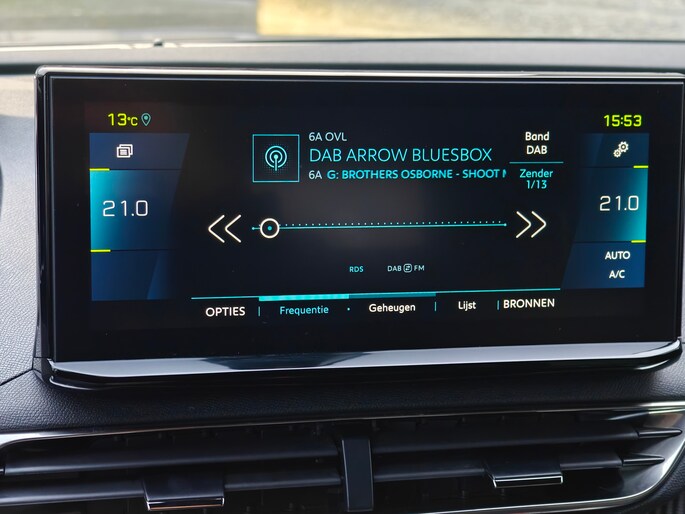 13°C
15:53
6A OVL
DAB ARROW BLUESBOX
6A G: BROTHERS OSBORNE - SHOOT
Band
DAB
Zender
1/13
21.0
21.0
AUTO
A/C
RDS
DAB FM
OPTIES | Frequentie • Geheugen | Lijst | BRONNEN